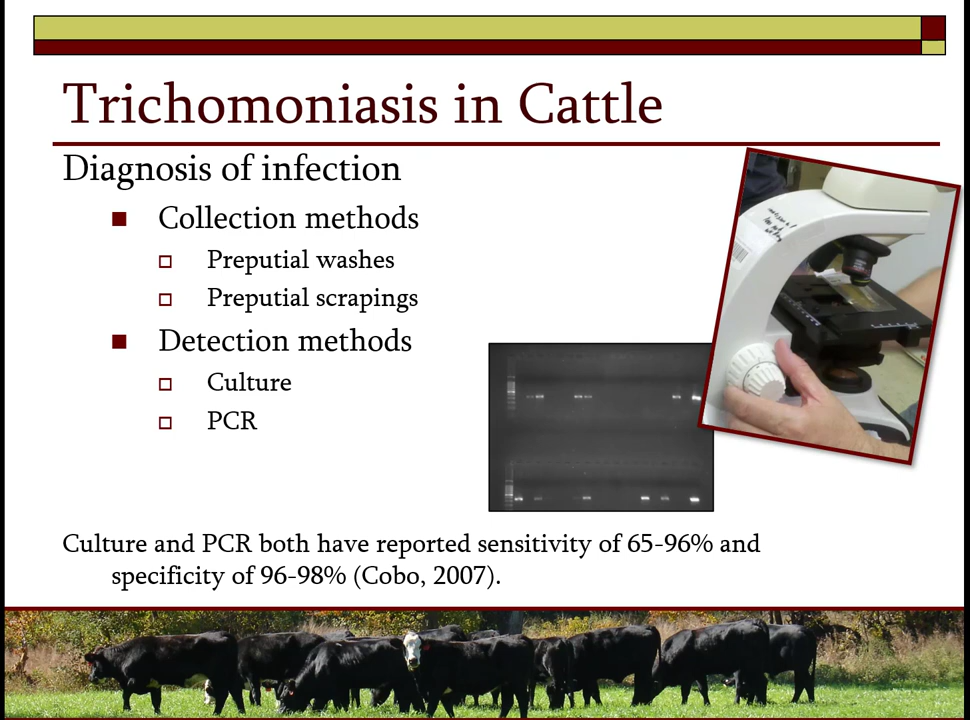 Trichomoniasis in Cattle
Diagnosis of infection
Collection methods
Preputial washes
Preputial scrapings
Detection methods
Culture
PCR
Culture and PCR both have reported sensitivity of 65-96% and
specificity of 96-98% (Cobo, 2007).